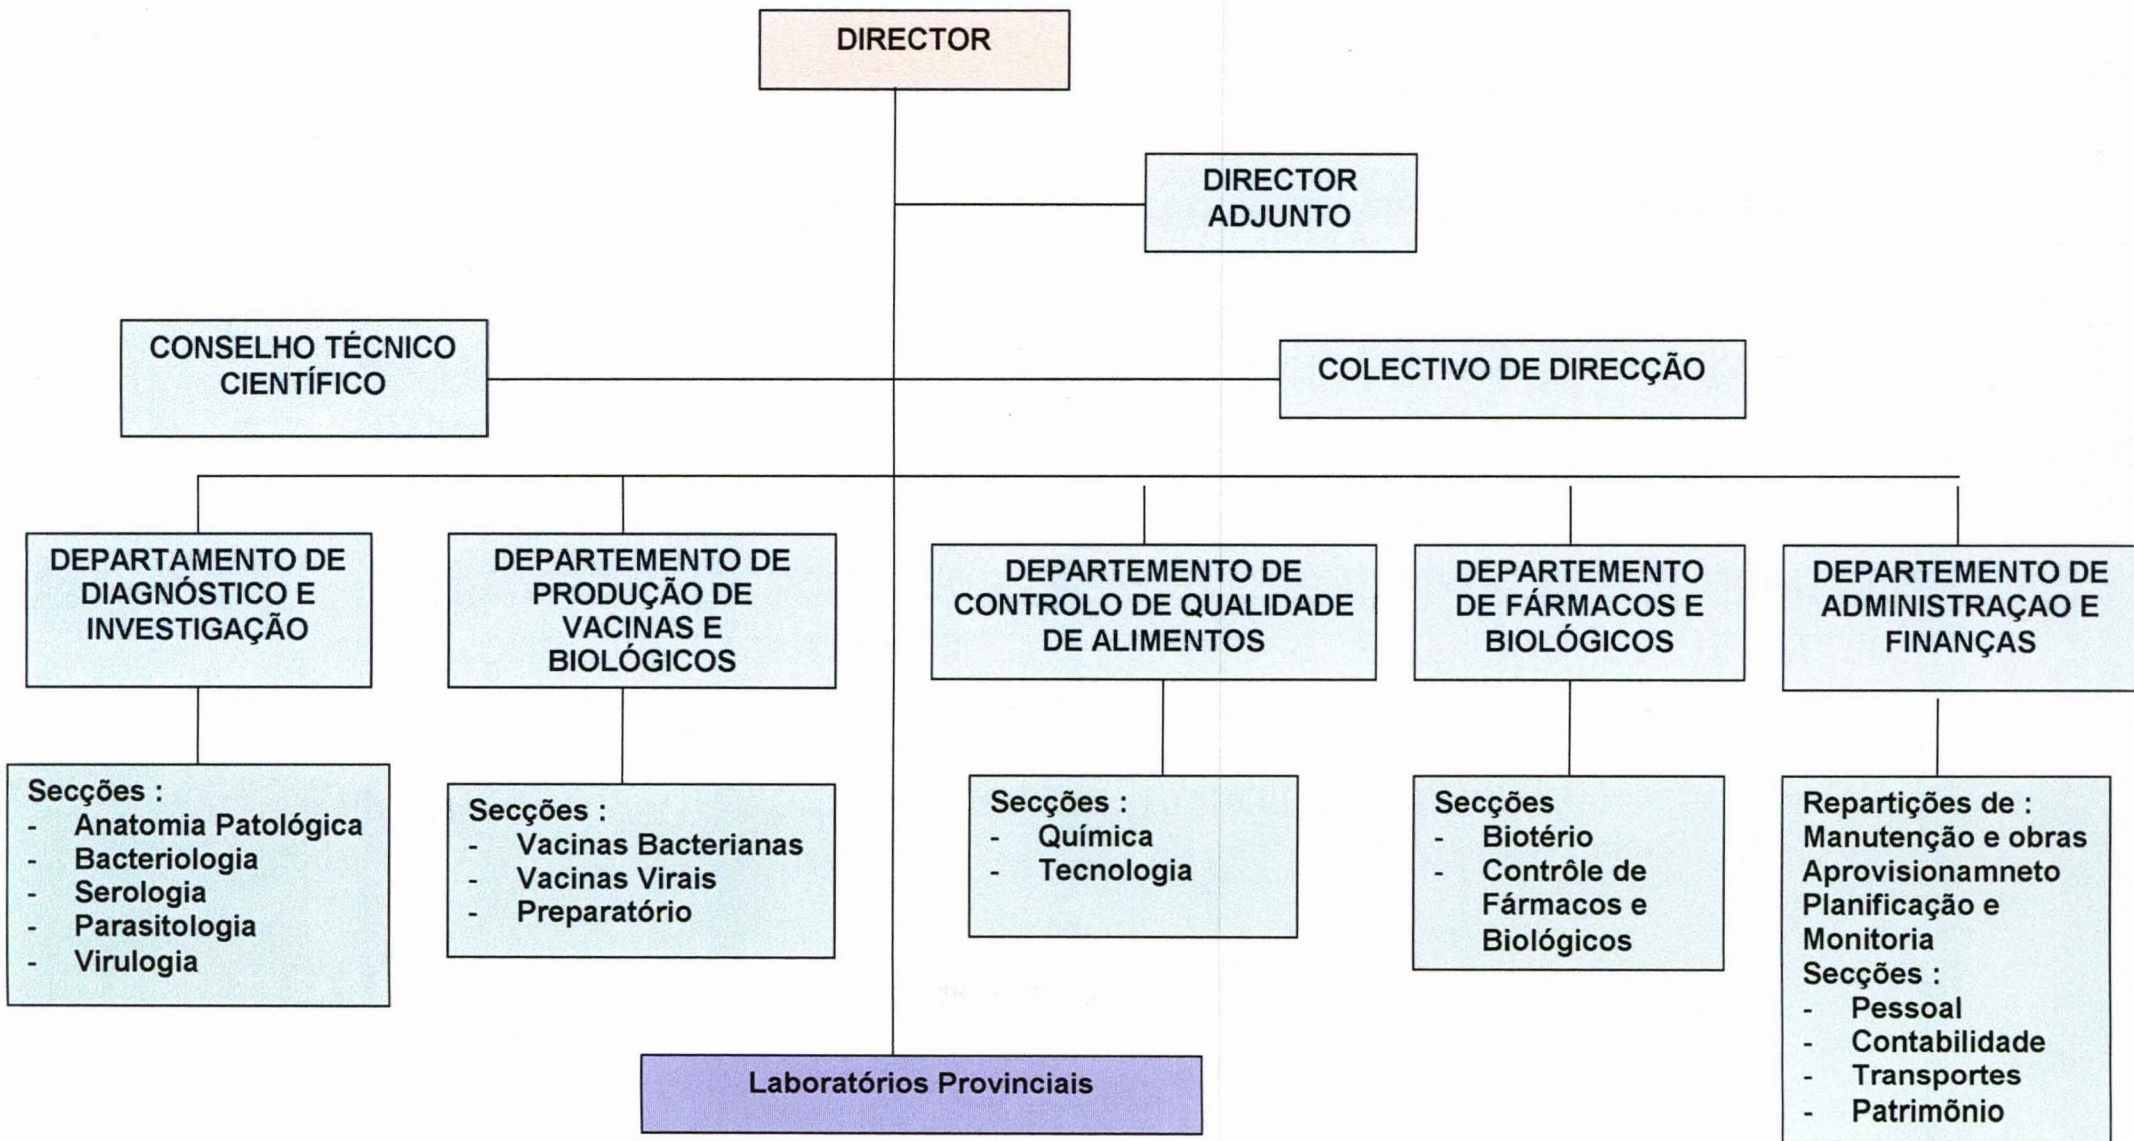 DIRECTOR
DIRECTOR
ADJUNTO
CONSELHO TÉCNICO
CIENTÍFICO
COLECTIVO DE DIRECÇÃO
DEPARTAMENTO DE
DIAGNÓSTICO E
INVESTIGAÇÃO
DEPARTEMENTO DE
PRODUÇÃO DE
VACINAS E
BIOLÓGICOS
DEPARTEMENTO DE
CONTROLO DE QUALIDADE
DE ALIMENTOS
DEPARTEMENTO
DE FÁRMACOS E
BIOLÓGICOS
DEPARTEMENTO DE
ADMINISTRAÇAO E
FINANÇAS
Secções :
- Anatomia Patológica
- Bacteriologia
- Serologia
- Parasitologia
- Virulogia
Secções :
- Vacinas Bacterianas
- Vacinas Virais
- Preparatório
Secções :
- Química
- Tecnologia
Secções
- Biotério
- Contrôle de
Fármacos e
Biológicos
Repartições de :
Manutenção e obras
Aprovisionamneto
Planificação e
Monitoria
Secções :
- Pessoal
- Contabilidade
- Transportes
- Patrimõnio
Laboratórios Provinciais